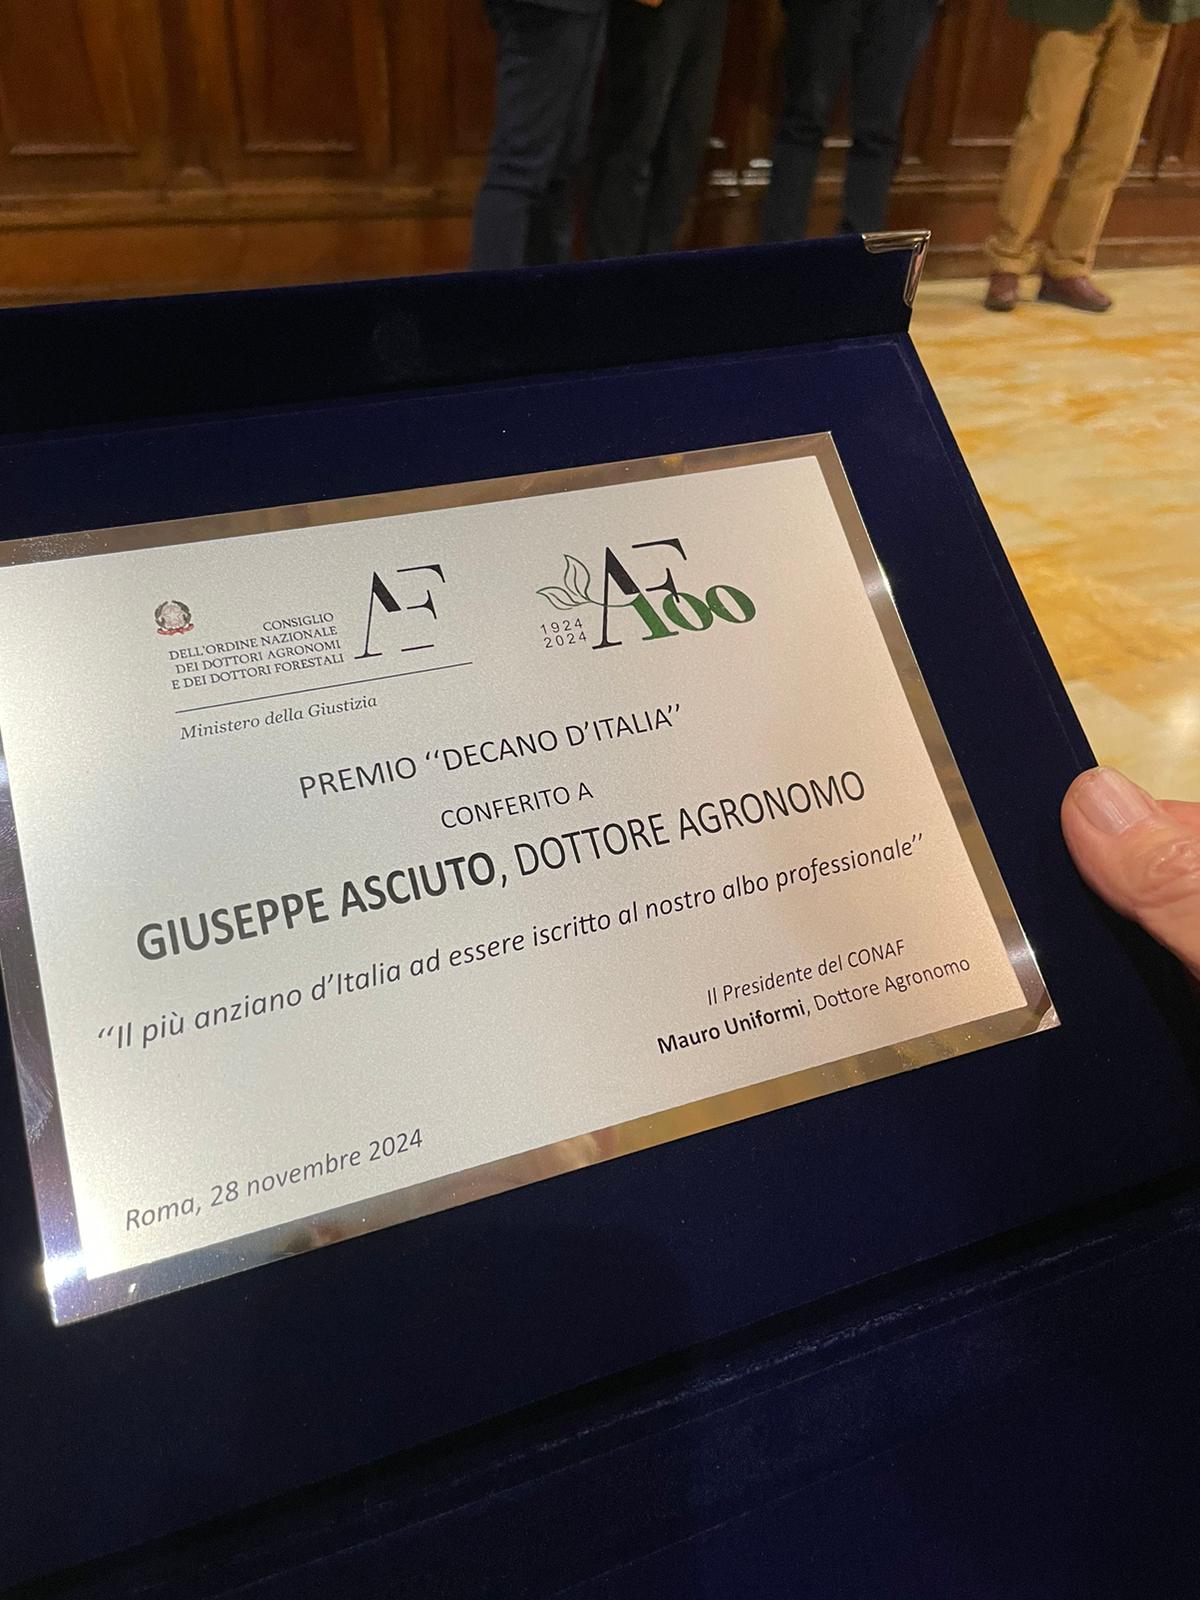 CONSIGLIO
DELL'ORDINE NAZIONALE
DEI DOTTORI AGRONOMI
E DEI DOTTORI FORESTALI
AF
Ministero della Giustizia
1924
2024
AF100
PREMIO “DECANO D’ITALIA”
CONFERITO A
GIUSEPPE ASCIUTO, DOTTORE AGRONOMO
“Il più anziano d’Italia ad essere iscritto al nostro albo professionale”
Il Presidente del CONAF
Mauro Uniformi, Dottore Agronomo
Roma, 28 novembre 2024